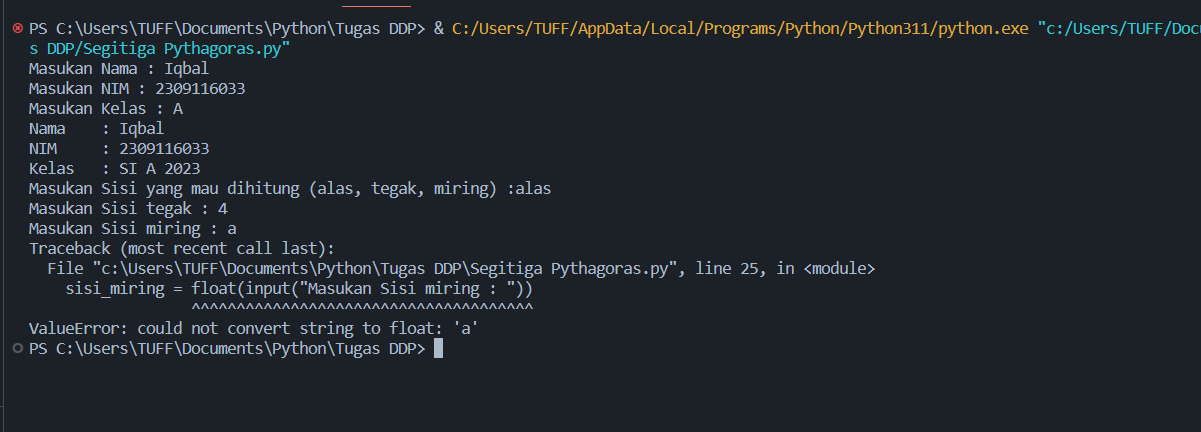 PS C:\Users\TUFF\Documents\Python\Tugas DDP> & C:/Users/TUFF/AppData/Local/Programs/Python/Python311/python.exe "c:/Users/TUFF/Docu
s DDP/Segitiga Pythagoras.py"
Masukan Nama : Iqbal
Masukan NIM : 2309116033
Masukan Kelas : A
Nama    : Iqbal
NIM     : 2309116033
Kelas   : SI A 2023
Masukan Sisi yang mau dihitung (alas, tegak, miring) :alas
Masukan Sisi tegak : 4
Masukan Sisi miring : a
Traceback (most recent call last):
  File "c:\Users\TUFF\Documents\Python\Tugas DDP\Segitiga Pythagoras.py", line 25, in <module>
    sisi_miring = float(input("Masukan Sisi miring : "))
                  ^^^^^^^^^^^^^^^^^^^^^^^^^^^^^^^^^^^^^^
ValueError: could not convert string to float: 'a'
PS C:\Users\TUFF\Documents\Python\Tugas DDP>